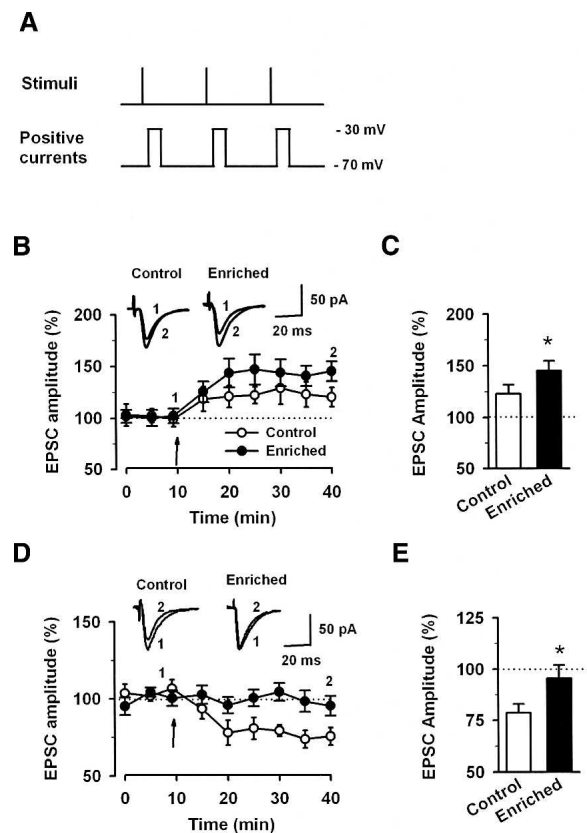 A
Stimuli
Positive
currents
- 30 mV
- 70 mV
B
Control
Enriched
1
2
1
2
50 pA
20 ms
EPSC amplitude (%)
200
150
100
50
1
2
Control
Enriched
0
10
20
30
40
Time (min)
C
EPSC Amplitude (%)
200
150
100
50
*
Control
Enriched
D
Control
Enriched
2
1
2
1
50 pA
20 ms
EPSC amplitude (%)
150
100
50
1
2
0
10
20
30
40
Time (min)
E
EPSC Amplitude (%)
125
100
75
50
*
Control
Enriched